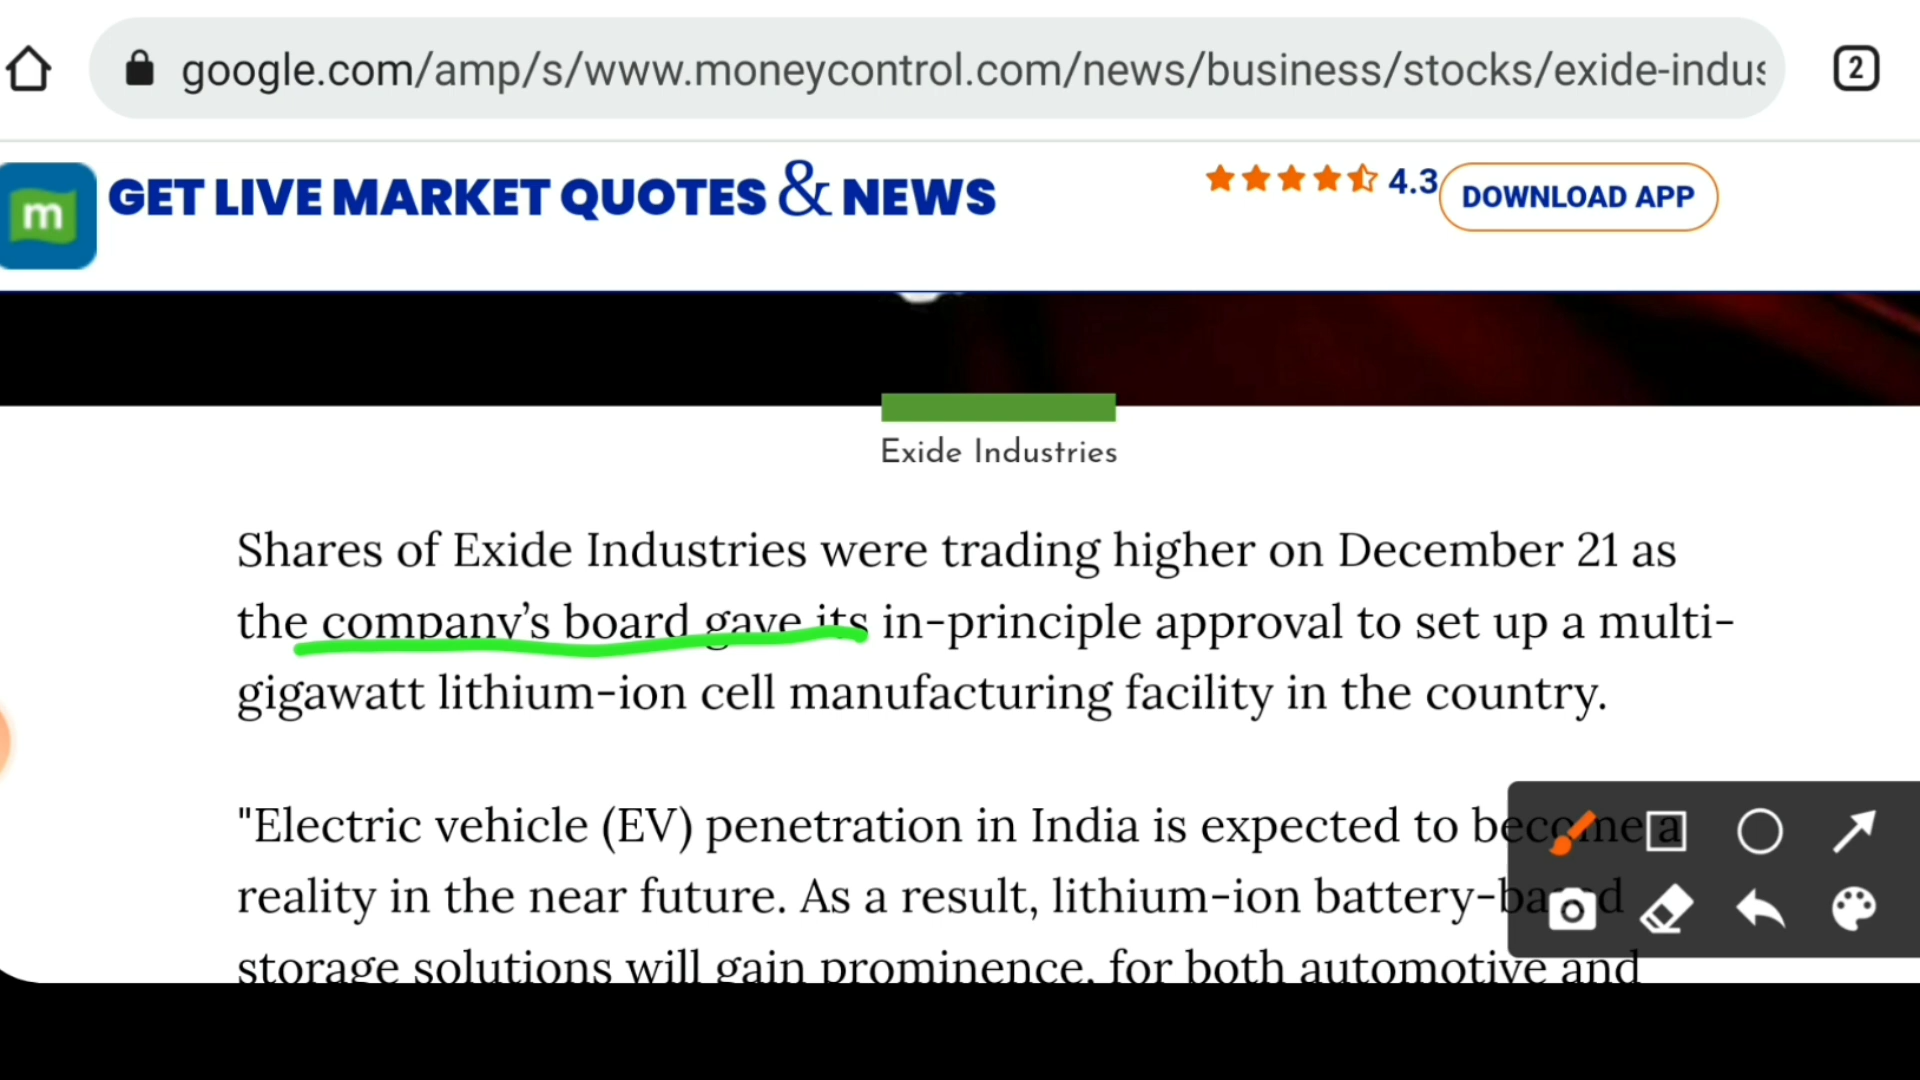 google.com/amp/s/www.moneycontrol.com/news/business/stocks/exide-indus
2
m
GET LIVE MARKET QUOTES & NEWS
4.3
DOWNLOAD APP
Exide Industries
Shares of Exide Industries were trading higher on December 21 as
the company's board gave its in-principle approval to set up a multi-
gigawatt lithium-ion cell manufacturing facility in the country.
"Electric vehicle (EV) penetration in India is expected to become a
reality in the near future. As a result, lithium-ion battery-based
storage solutions will gain prominence, for both automotive and